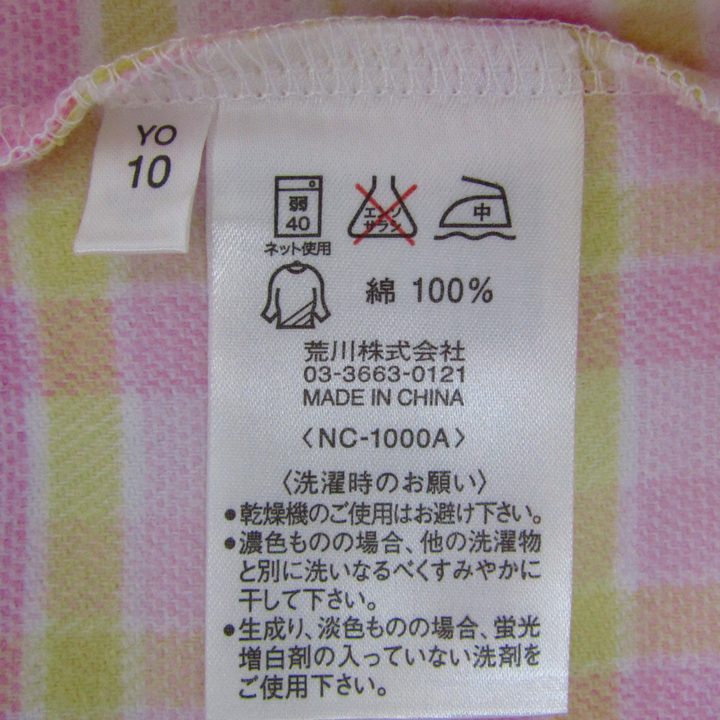 YO
10
弱
40
ネット使用
エンソ
サラシ
中
綿 100%
荒川株式会社
03-3663-0121
MADE IN CHINA
〈NC-1000A〉
〈洗濯時のお願い〉
●乾燥機のご使用はお避け下さい。
●濃色ものの場合、他の洗濯物
と別に洗いなるべくすみやかに
干して下さい。
●生成り、淡色ものの場合、蛍光
増白剤の入っていない洗剤を
ご使用下さい。